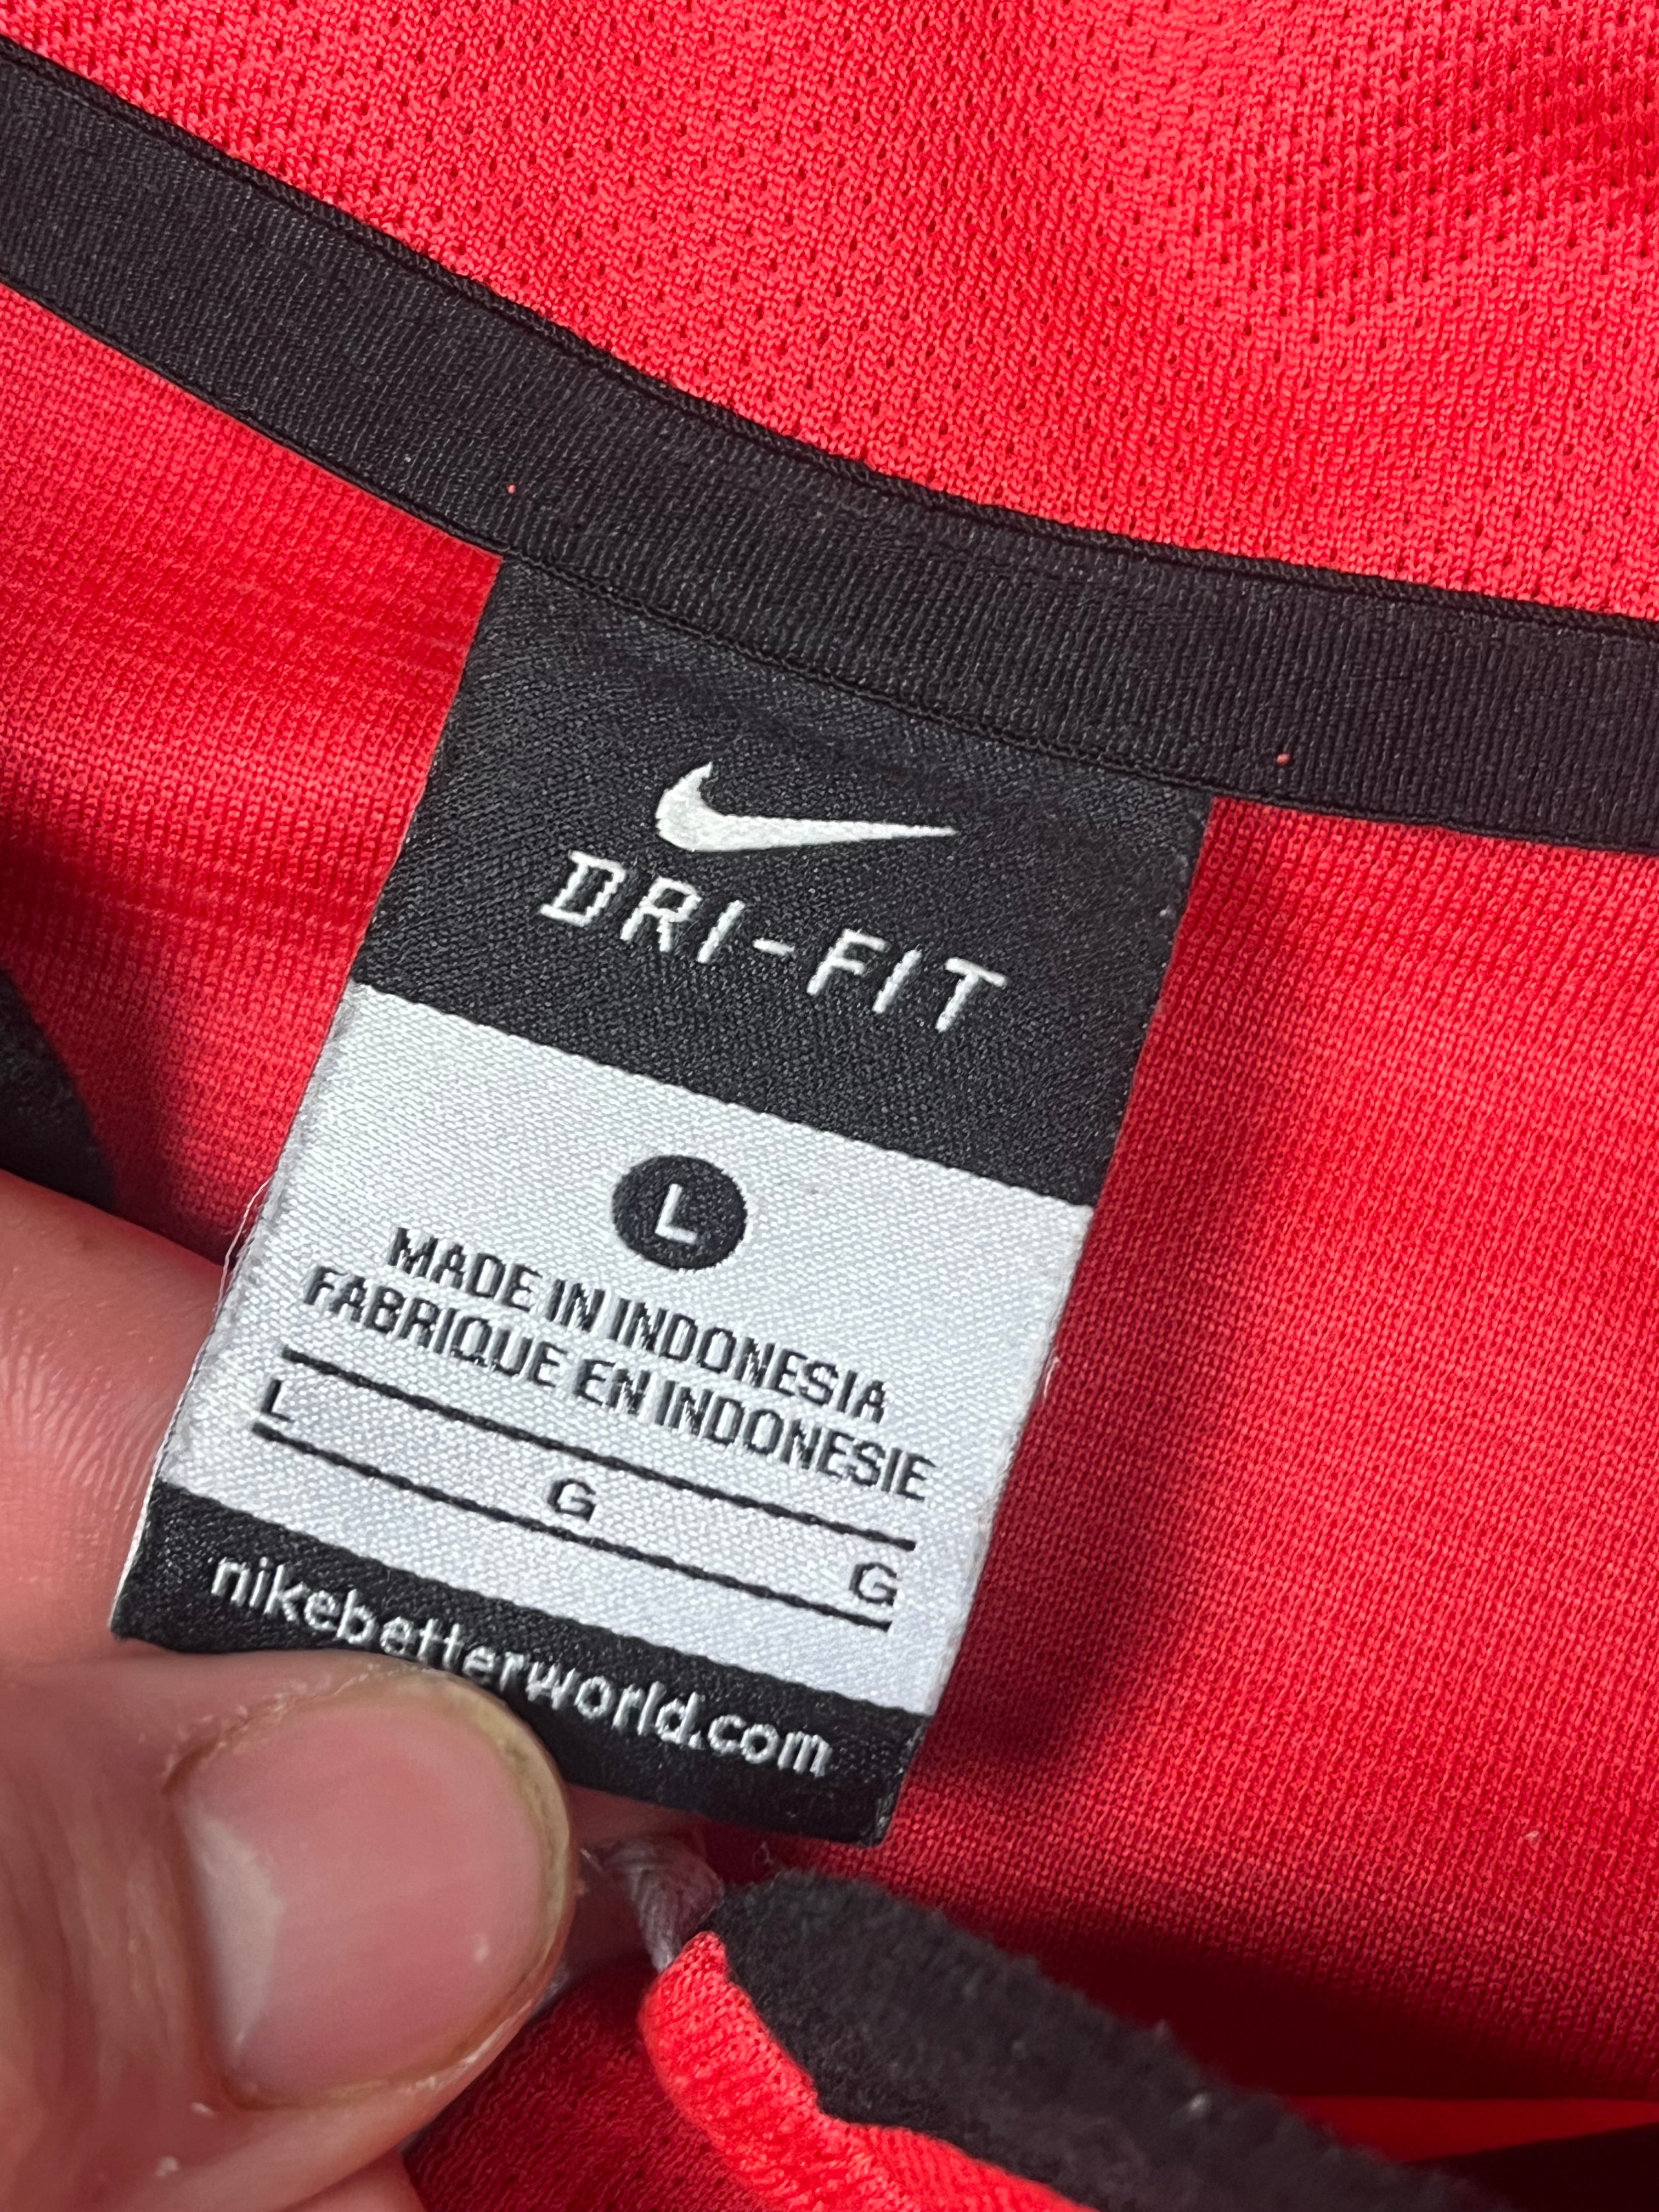 DRI-FIT
L
MADE IN INDONESIA
FABRIQUE EN INDONESIE
L G G
nikebetterworld.com